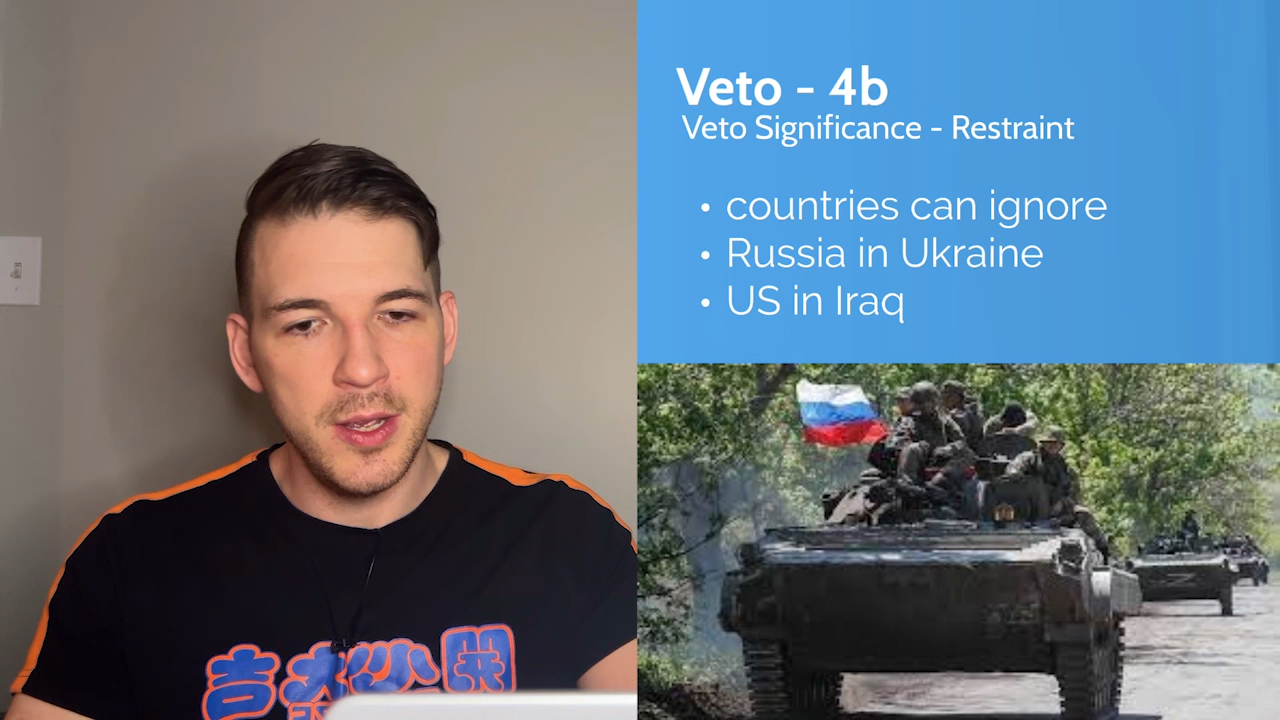 Veto - 4b
Veto Significance - Restraint
• countries can ignore
• Russia in Ukraine
• US in Iraq
Z